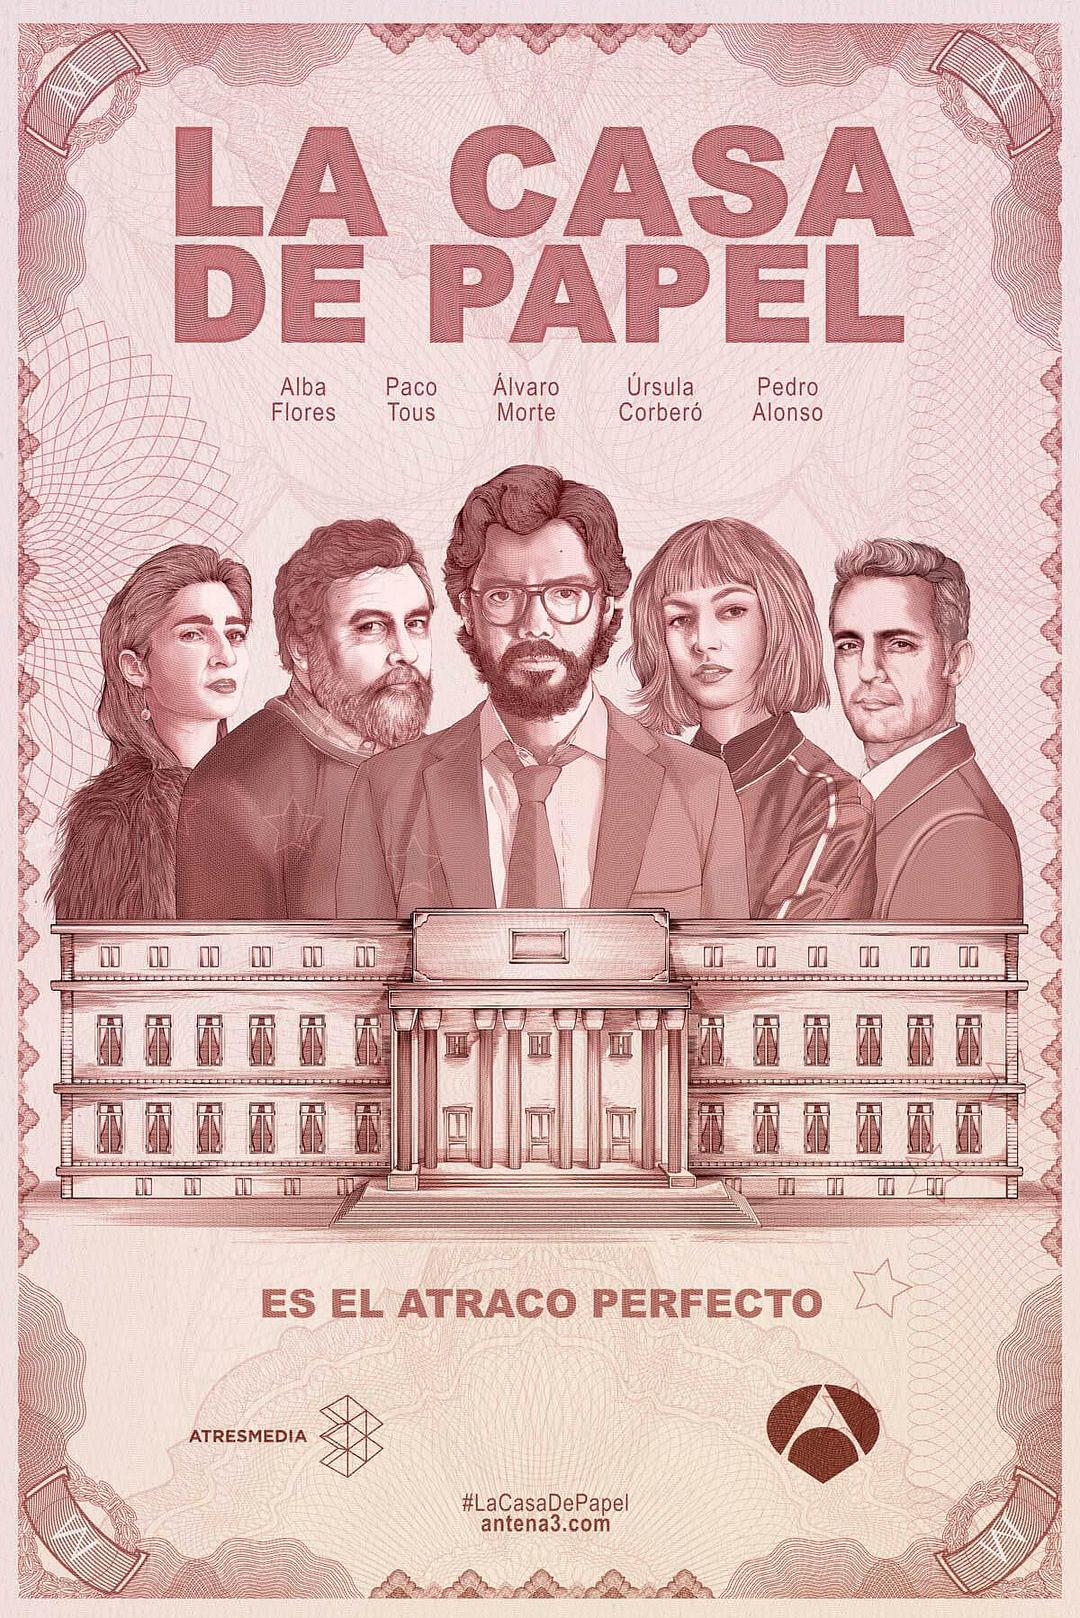 M
M
LA CASA
DE PAPEL
Alba
Flores
Paco
Tous
Álvaro
Morte
Úrsula
Corberó
Pedro
Alonso
ES EL ATRACO PERFECTO
ATRESMEDIA
#LaCasaDePapel
antena3.com
M
M